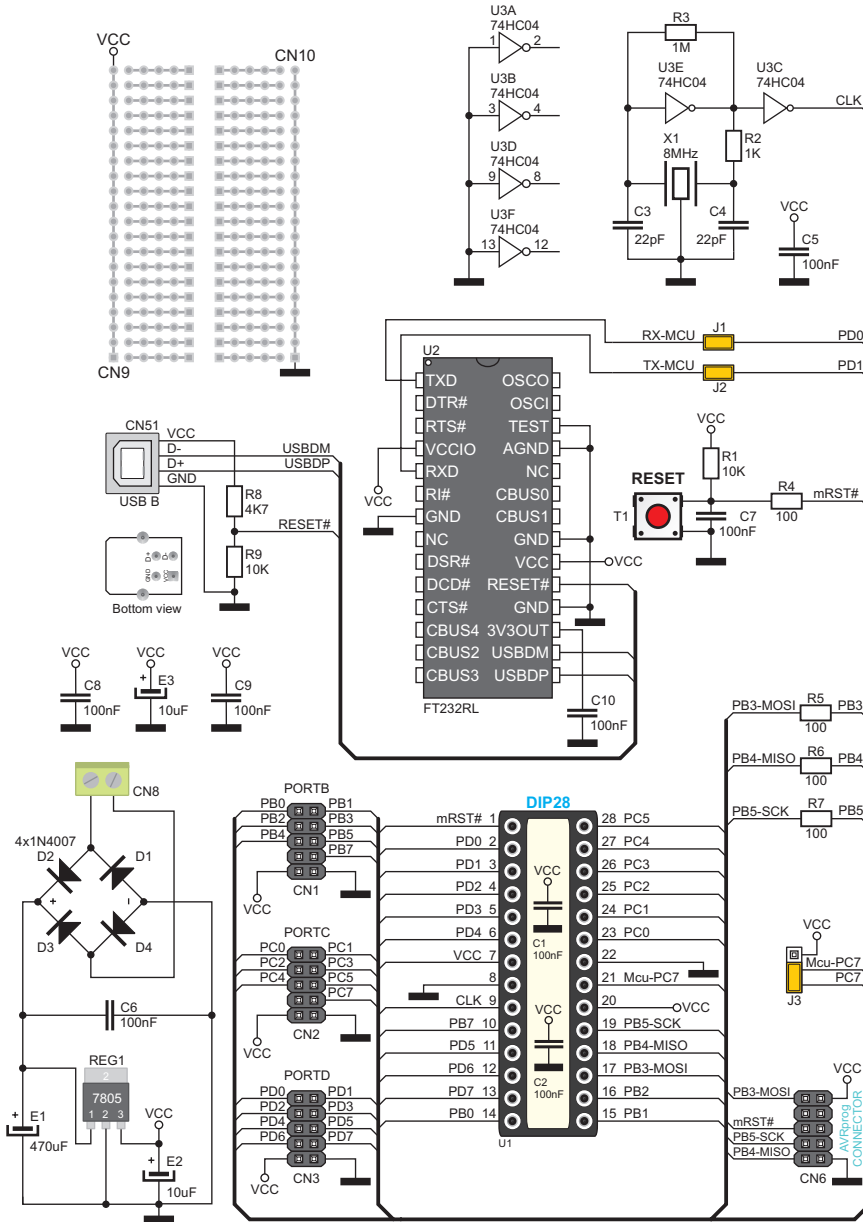 VCC
CN10
CN9
U3A
74HC04
1 2
U3B
74HC04
3 4
U3D
74HC04
9 8
U3F
74HC04
13 12
R3
1M
U3E
74HC04
U3C
74HC04
CLK
X1
8MHz
R2
1K
C3
22pF
C4
22pF
VCC
C5
100nF
RX-MCU J1 PD0
TX-MCU J2 PD1
U2
TXD OSCO
DTR# OSCI
RTS# TEST
VCCIO AGND
RXD NC
RI# CBUS0
GND CBUS1
NC GND
DSR# VCC
DCD# RESET#
CTS# GND
CBUS4 3V3OUT
CBUS2 USBDM
CBUS3 USBDP
FT232RL
VCC
VCC
C10
100nF
CN51
VCC
D- USBDM
D+ USBDP
GND
USB B
R8
4K7
RESET#
R9
10K
D+ D-
GND VCC
Bottom view
VCC
R1
10K
RESET
T1
C7
100nF
R4
100
mRST#
VCC
C8
100nF
VCC
+ E3
10uF
VCC
C9
100nF
PB3-MOSI R5 PB3
100
PB4-MISO R6 PB4
100
PB5-SCK R7 PB5
100
CN8
4x1N4007
D2 D1
+ -
D3 D4
C6
100nF
REG1
2
7805
1 2 3
VCC
+ E1
470uF
+ E2
10uF
PORTB
PB0 PB1
PB2 PB3
PB4 PB5
PB7
VCC
CN1
PORTC
PC0 PC1
PC2 PC3
PC4 PC5
PC7
VCC
CN2
PORTD
PD0 PD1
PD2 PD3
PD4 PD5
PD6 PD7
VCC
CN3
DIP28
mRST# 1 28 PC5
PD0 2 27 PC4
PD1 3 26 PC3
PD2 4 25 PC2
PD3 5 24 PC1
PD4 6 23 PC0
VCC 7 22
8 21 Mcu-PC7
CLK 9 20 VCC
PB7 10 19 PB5-SCK
PD5 11 18 PB4-MISO
PD6 12 17 PB3-MOSI
PD7 13 16 PB2
PB0 14 15 PB1
VCC
C1
100nF
VCC
C2
100nF
U1
VCC
Mcu-PC7
PC7
J3
VCC
PB3-MOSI
mRST#
PB5-SCK
PB4-MISO
CN6
AVRprog
CONNECTOR